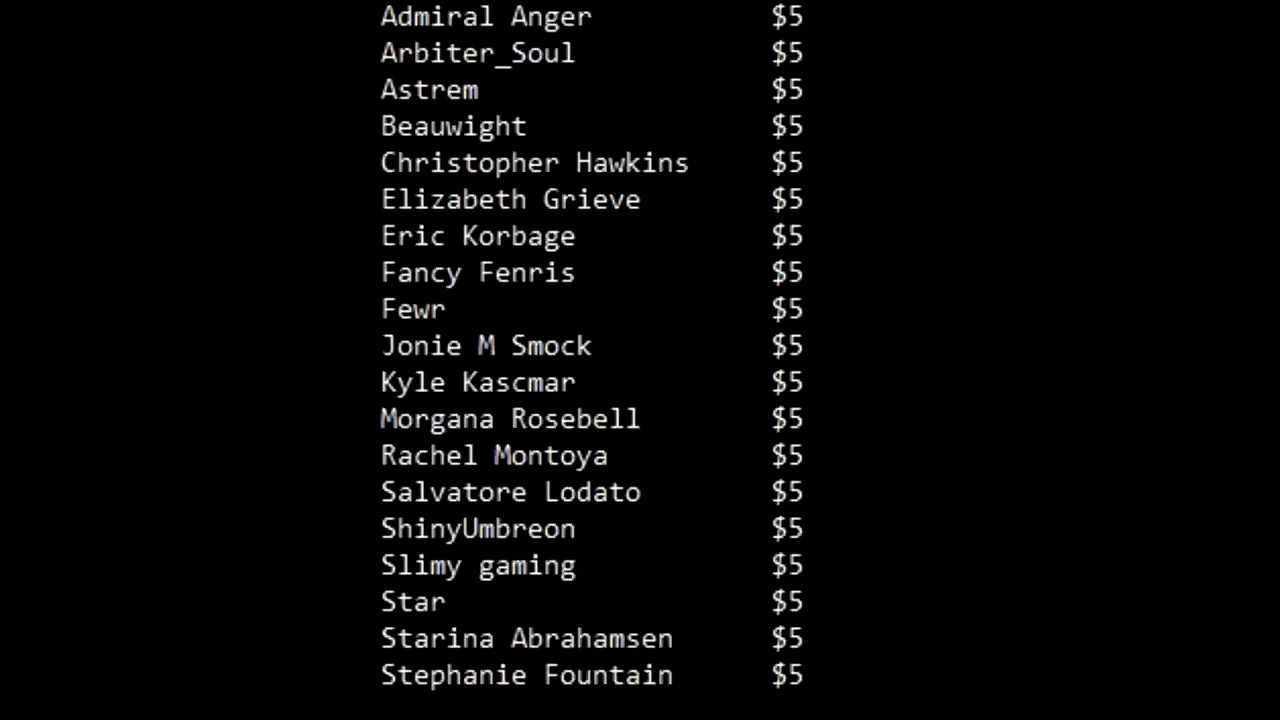 Admiral Anger $5
Arbiter_Soul $5
Astrem $5
Beauwight $5
Christopher Hawkins $5
Elizabeth Grieve $5
Eric Korbage $5
Fancy Fenris $5
Fewr $5
Jonie M Smock $5
Kyle Kascmar $5
Morgana Rosebell $5
Rachel Montoya $5
Salvatore Lodato $5
ShinyUmbreon $5
Slimy gaming $5
Star $5
Starina Abrahamsen $5
Stephanie Fountain $5